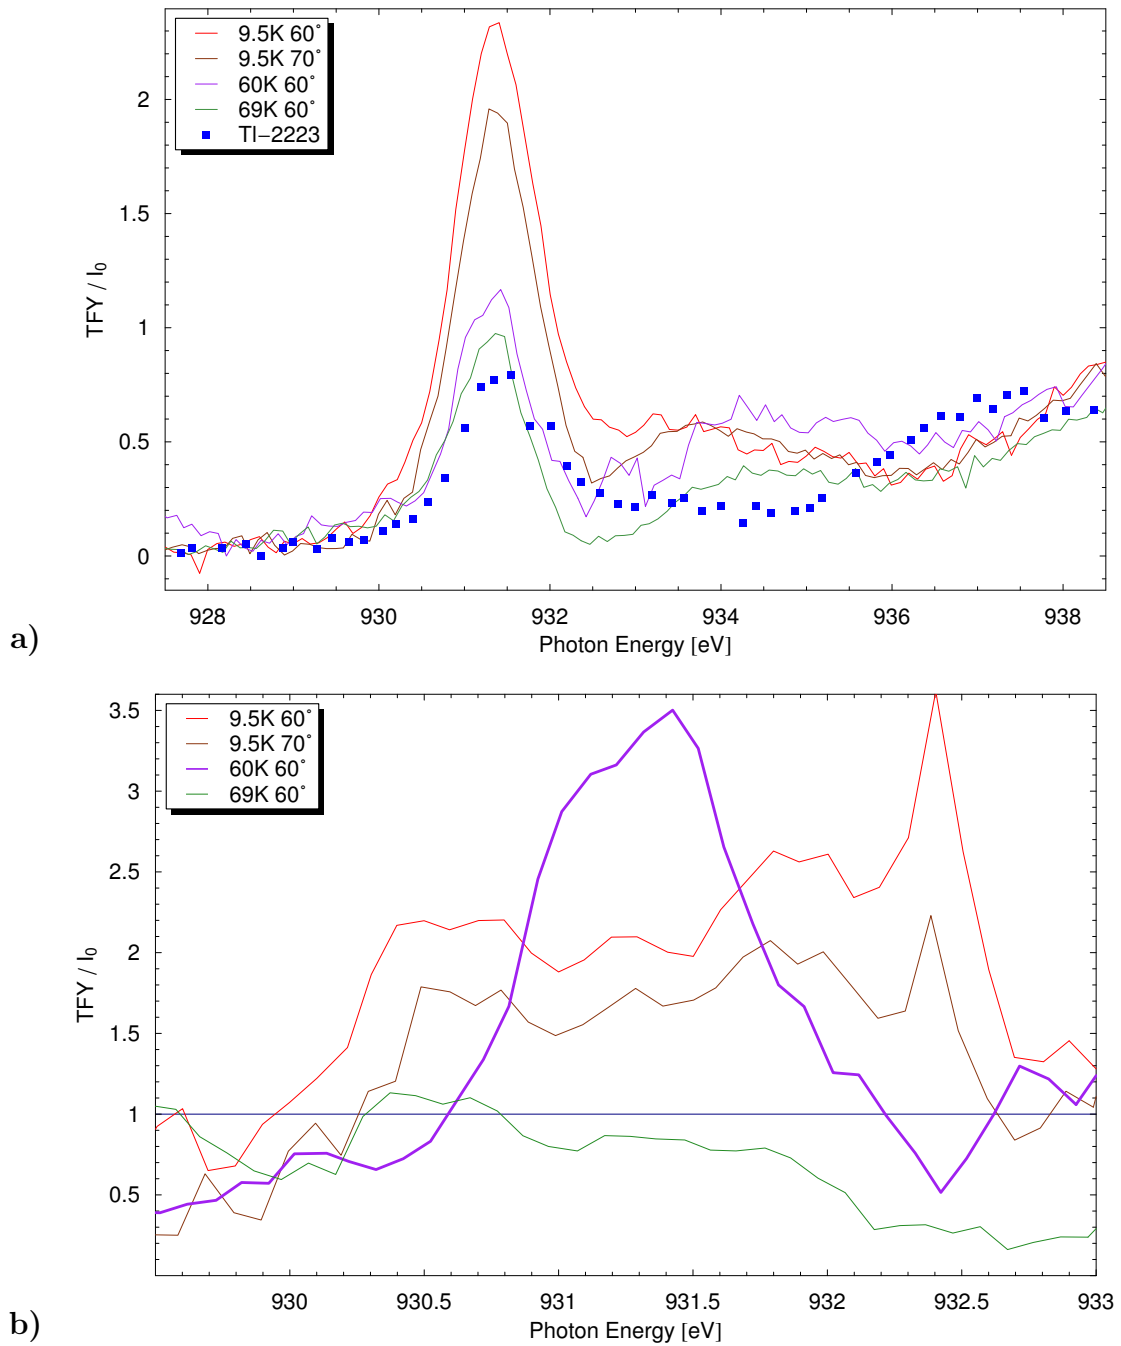 9.5K 60°
9.5K 70°
60K 60°
69K 60°
Tl−2223
2
1.5
1
0.5
0
TFY / I0
928 930 932 934 936 938
Photon Energy [eV]
a)
9.5K 60°
9.5K 70°
60K 60°
69K 60°
3.5
3
2.5
2
1.5
1
0.5
TFY / I0
930 930.5 931 931.5 932 932.5 933
Photon Energy [eV]
b)